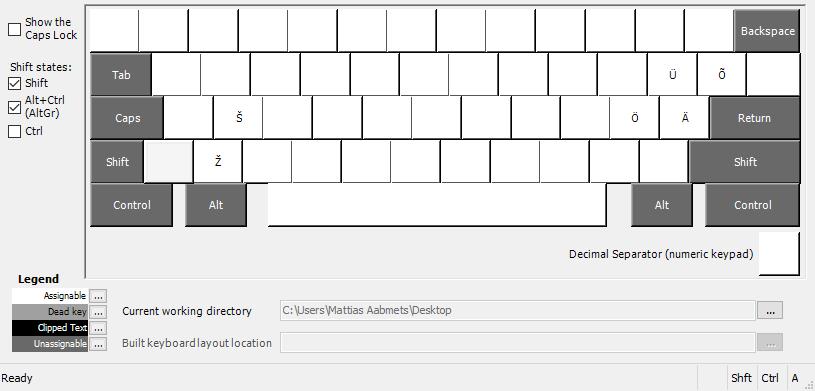 Show the
Caps Lock
Shift states:
Shift
Alt+Ctrl
(AltGr)
Ctrl
Backspace
Tab Ü Õ
Caps Š Ö Ä Return
Shift Ž Shift
Control Alt Alt Control
Decimal Separator (numeric keypad)
Legend
Assignable ...
Dead key ...
Clipped Text ...
Unassignable ...
Current working directory C:\Users\Mattias Aabmets\Desktop ...
Built keyboard layout location ...
Ready Shft Ctrl A